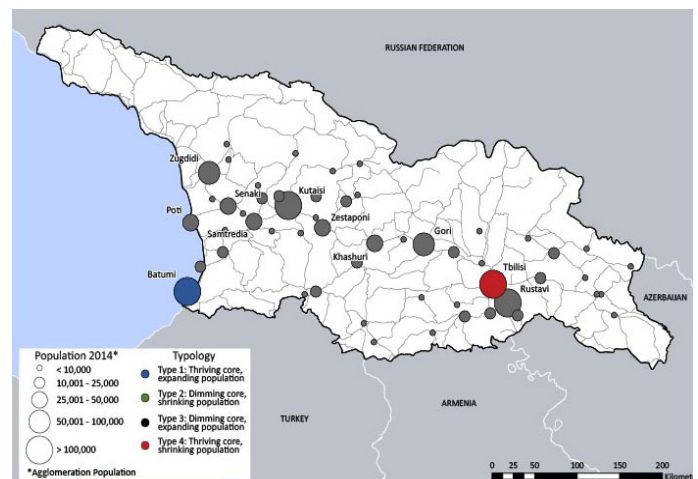 RUSSIAN FEDERATION
Zugdidi
Senaki
Kutaisi
Poti
Zestaponi
Samtredia
Gori
Khashuri
Tbilisi
Batumi
Rustavi
AZERBAIJAN
Population 2014*
< 10,000
10,001 - 25,000
25,001 - 50,000
50,001 - 100,000
> 100,000
*Agglomeration Population
Typology
Type 1: Thriving core,
expanding population
Type 2: Dimming core,
shrinking population
Type 3: Dimming core,
expanding population
Type 4: Thriving core,
shrinking population
TURKEY
ARMENIA
0 25 50 100 150 200